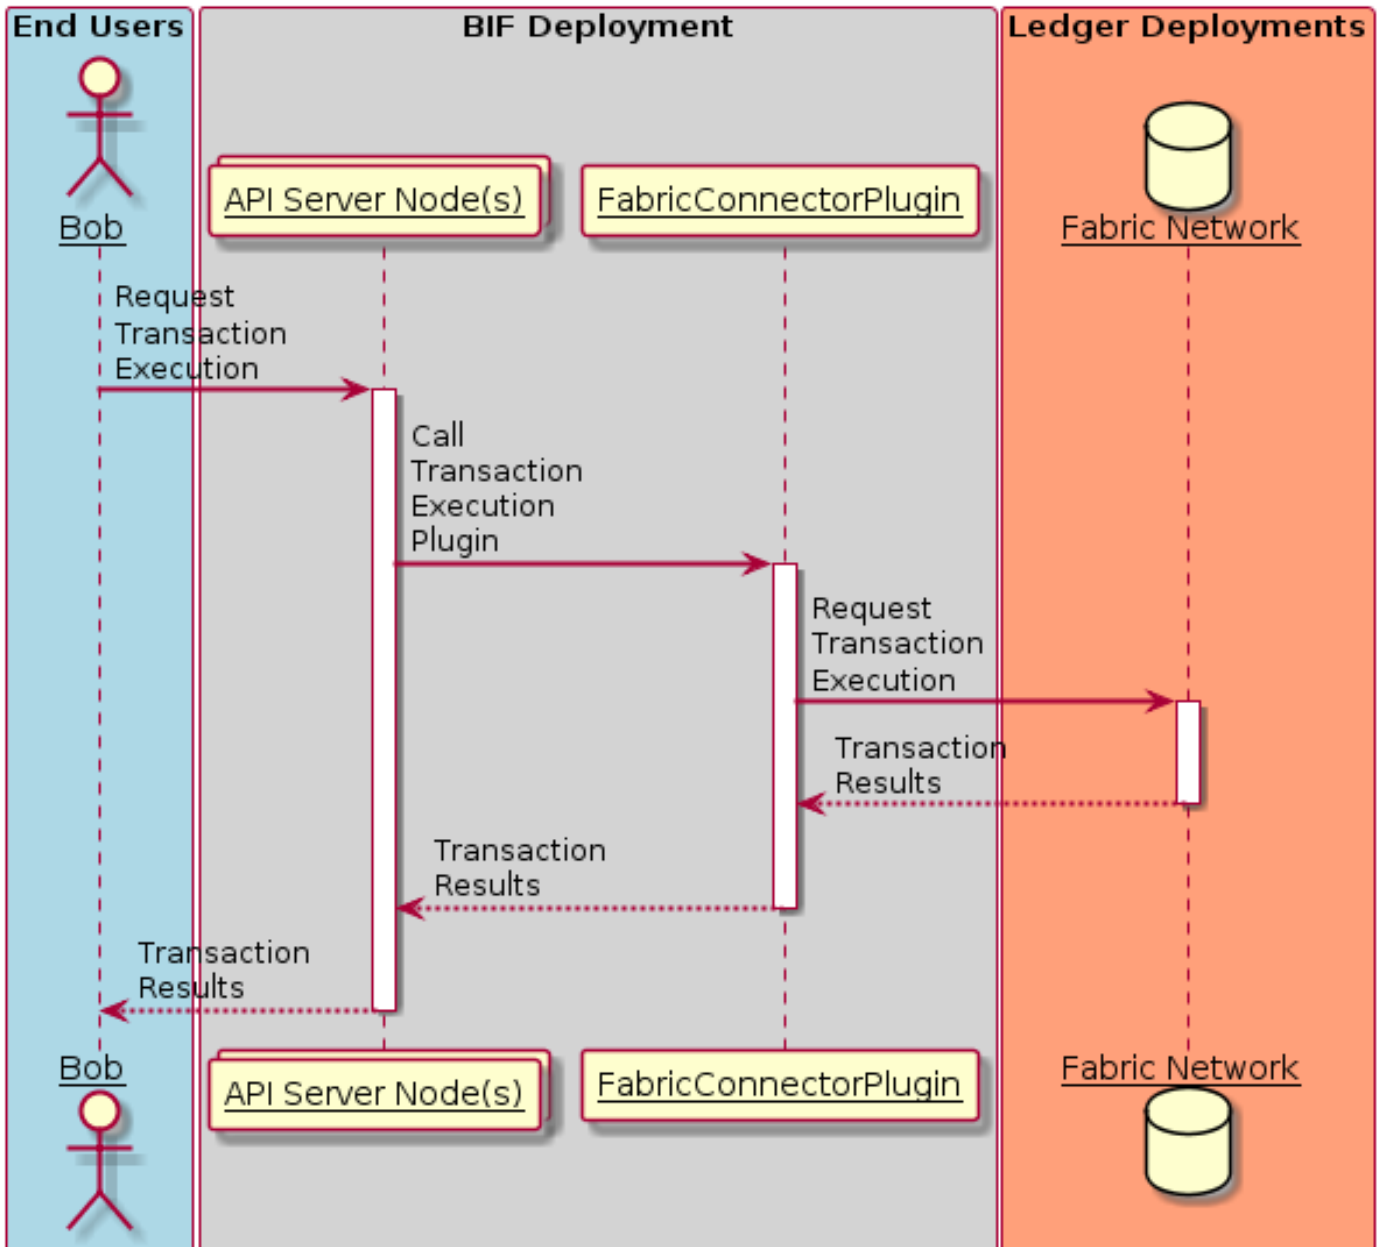 End Users
BIF Deployment
Ledger Deployments
Bob
API Server Node(s)
FabricConnectorPlugin
Fabric Network
Request
Transaction
Execution
Call
Transaction
Execution
Plugin
Request
Transaction
Execution
Transaction
Results
Transaction
Results
Transaction
Results
Bob
API Server Node(s)
FabricConnectorPlugin
Fabric Network